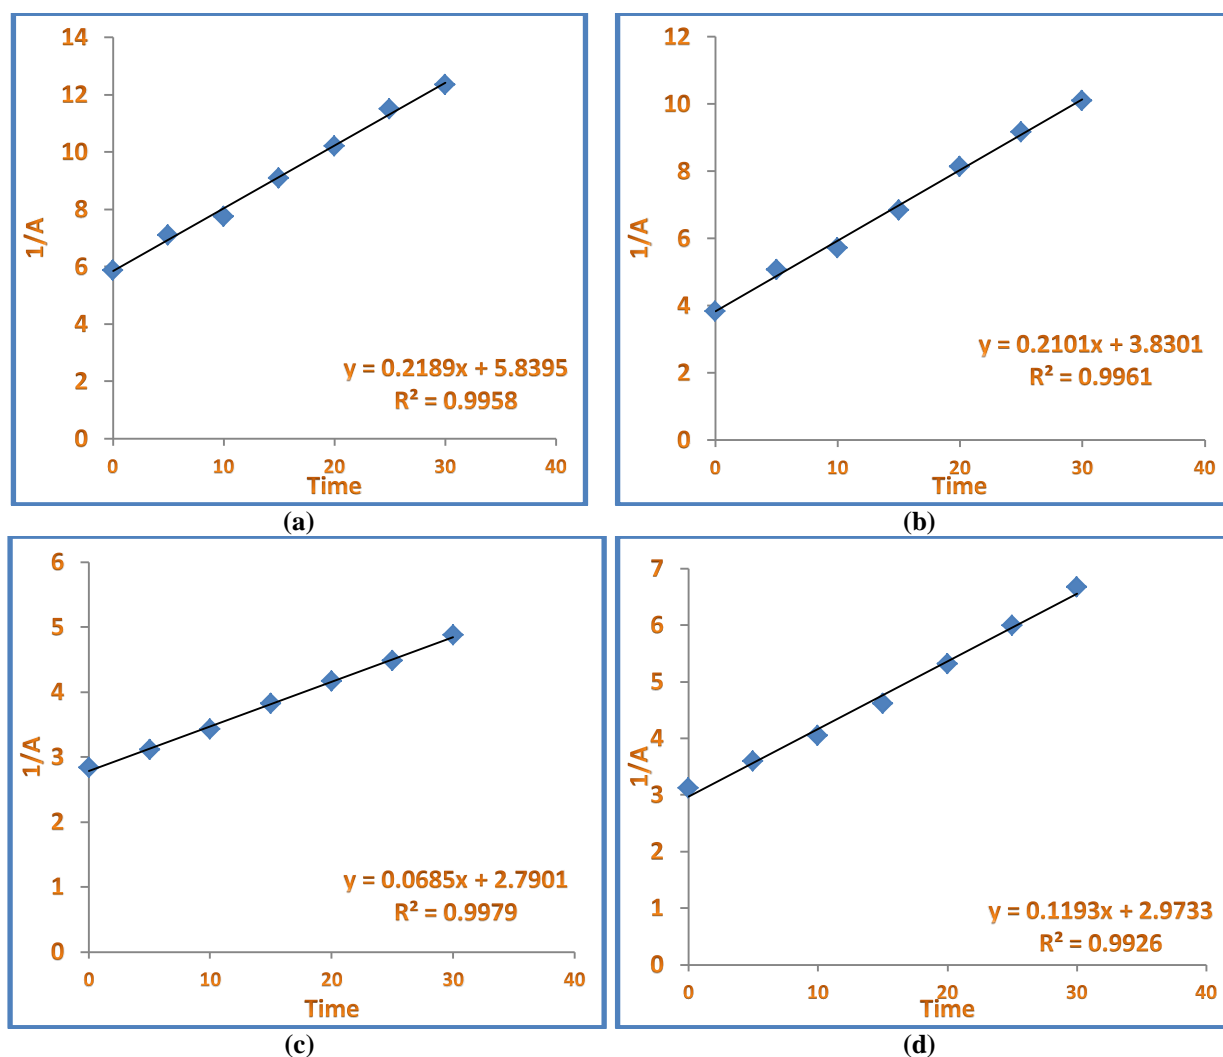 14
12
10
8
6
4
2
0
1/A
y = 0.2189x + 5.8395
R² = 0.9958
0 10 20 30 40
Time
(a)
12
10
8
6
4
2
0
1/A
y = 0.2101x + 3.8301
R² = 0.9961
0 10 20 30 40
Time
(b)
6
5
4
3
2
1
0
1/A
y = 0.0685x + 2.7901
R² = 0.9979
0 10 20 30 40
Time
(c)
7
6
5
4
3
2
1
0
1/A
y = 0.1193x + 2.9733
R² = 0.9926
0 10 20 30 40
Time
(d)